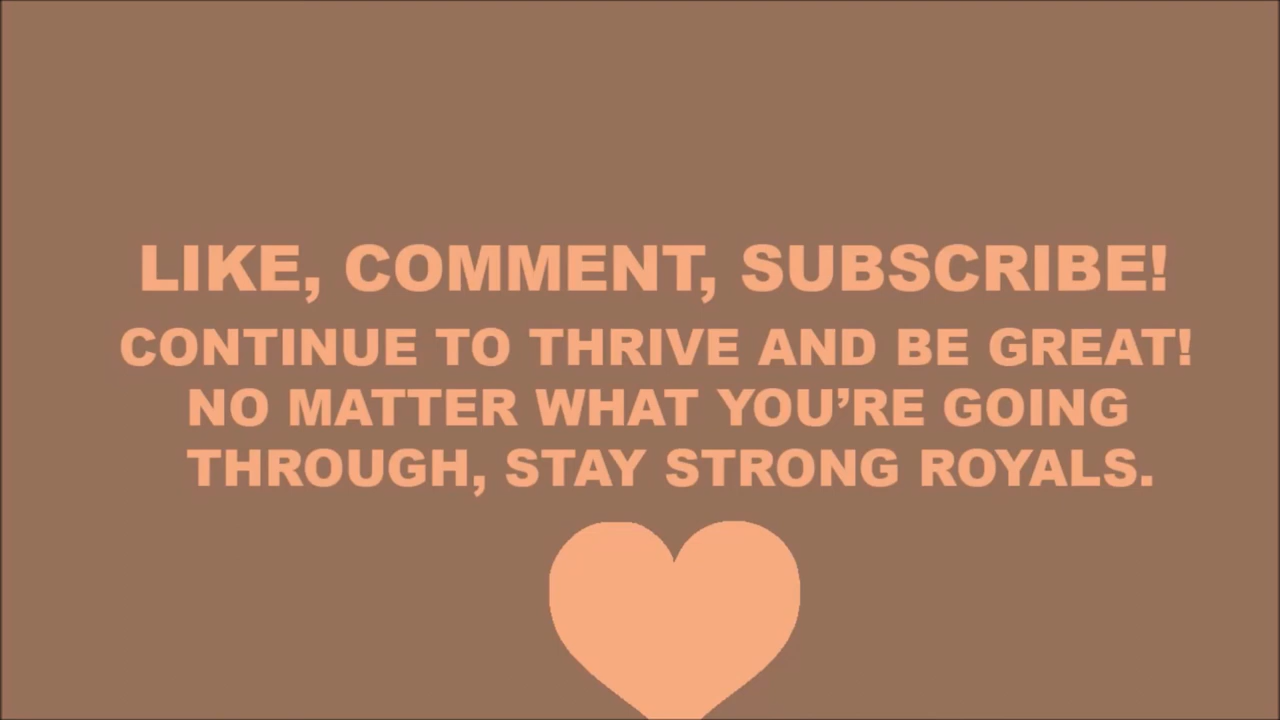 LIKE, COMMENT, SUBSCRIBE!
CONTINUE TO THRIVE AND BE GREAT!
NO MATTER WHAT YOU’RE GOING
THROUGH, STAY STRONG ROYALS.